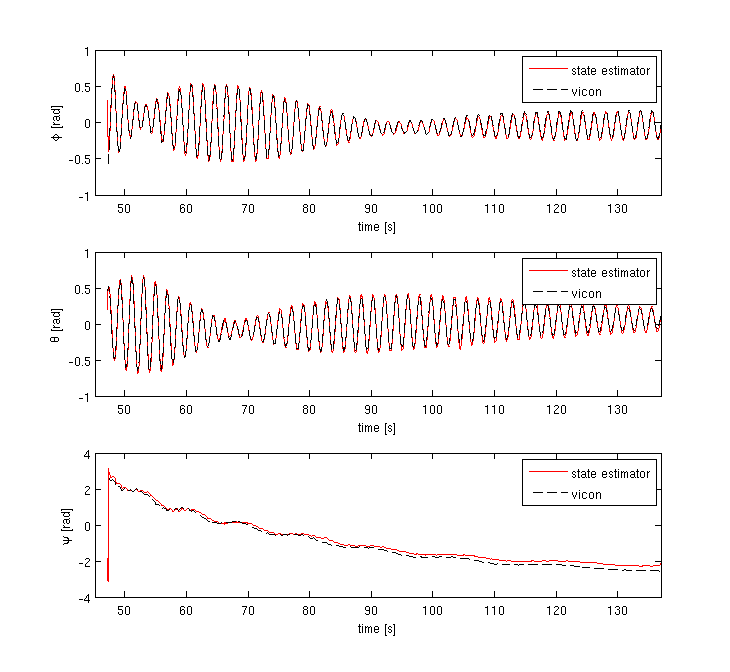 1
0.5
0
-0.5
-1
ϕ [rad]
state estimator
vicon
50 60 70 80 90 100 110 120 130
time [s]
1
0.5
0
-0.5
-1
θ [rad]
state estimator
vicon
50 60 70 80 90 100 110 120 130
time [s]
4
2
0
-2
-4
ψ [rad]
state estimator
vicon
50 60 70 80 90 100 110 120 130
time [s]